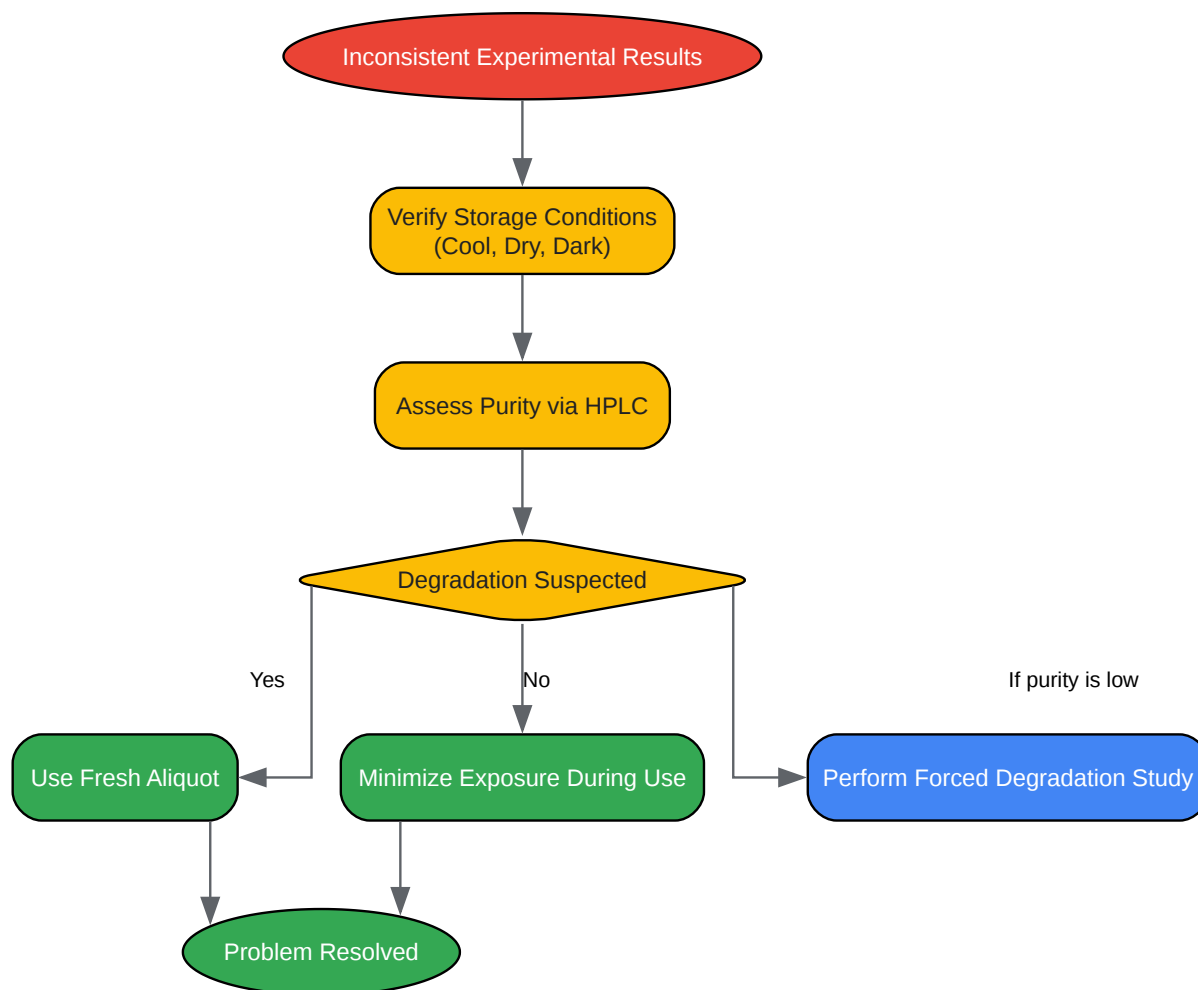 Inconsistent Experimental Results
Verify Storage Conditions
(Cool, Dry, Dark)
Assess Purity via HPLC
Degradation Suspected
Yes
No
If purity is low
Use Fresh Aliquot
Minimize Exposure During Use
Perform Forced Degradation Study
Problem Resolved